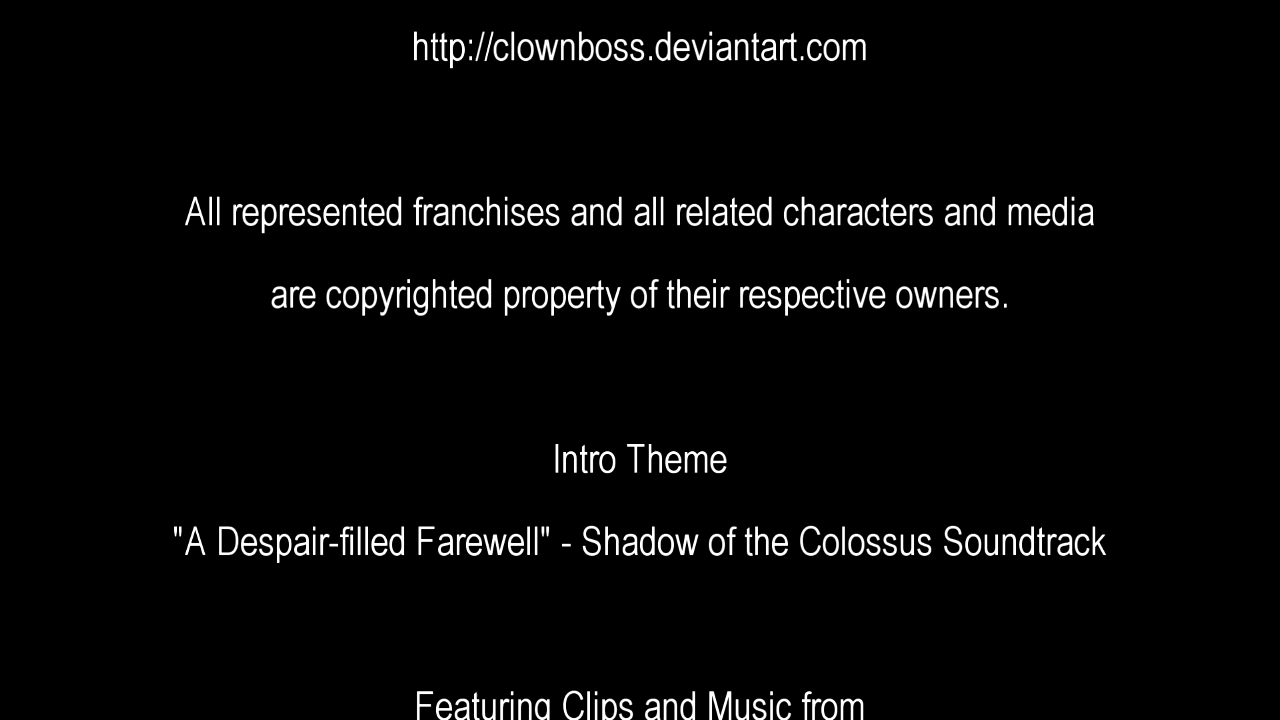 http://clownboss.deviantart.com
All represented franchises and all related characters and media
are copyrighted property of their respective owners.
Intro Theme
"A Despair-filled Farewell" - Shadow of the Colossus Soundtrack
Featuring Clips and Music from